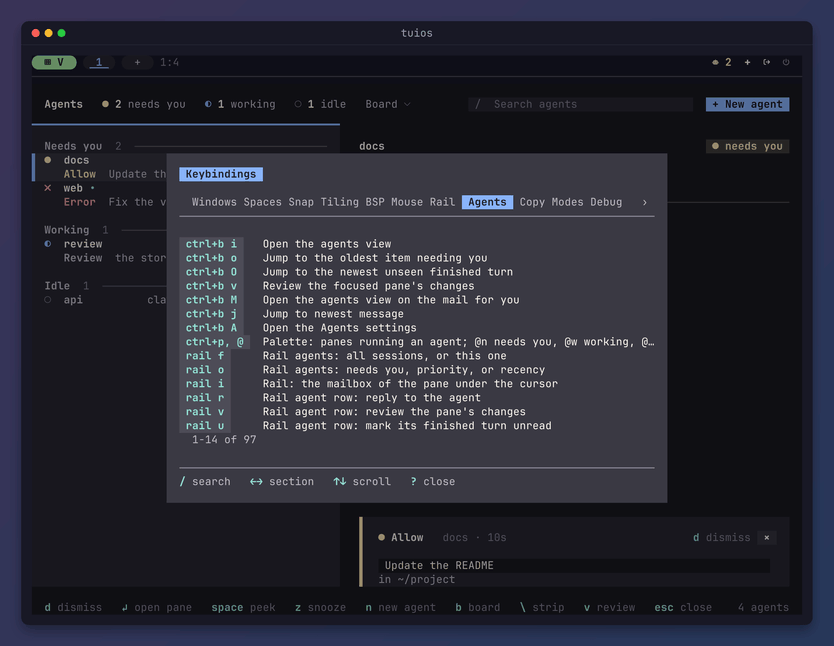 tuios
V 1 + 1:4 2 +
Agents 2 needs you 1 working 1 idle Board / Search agents + New agent
Needs you 2
docs
Allow Update th
web
Error Fix the v
Working 1
review
Review the stor
Idle 1
api cla
docs needs you
Keybindings
Windows Spaces Snap Tiling BSP Mouse Rail Agents Copy Modes Debug ›
ctrl+b i Open the agents view
ctrl+b o Jump to the oldest item needing you
ctrl+b O Jump to the newest unseen finished turn
ctrl+b v Review the focused pane's changes
ctrl+b M Open the agents view on the mail for you
ctrl+b j Jump to newest message
ctrl+b A Open the Agents settings
ctrl+p, @ Palette: panes running an agent; @n needs you, @w working, @…
rail f Rail agents: all sessions, or this one
rail o Rail agents: needs you, priority, or recency
rail i Rail: the mailbox of the pane under the cursor
rail r Rail agent row: reply to the agent
rail v Rail agent row: review the pane's changes
rail u Rail agent row: mark its finished turn unread
1-14 of 97
/ search ↔ section ↑↓ scroll ? close
Allow docs · 10s d dismiss ×
Update the README
in ~/project
d dismiss ↲ open pane space peek z snooze n new agent b board \ strip v review esc close 4 agents